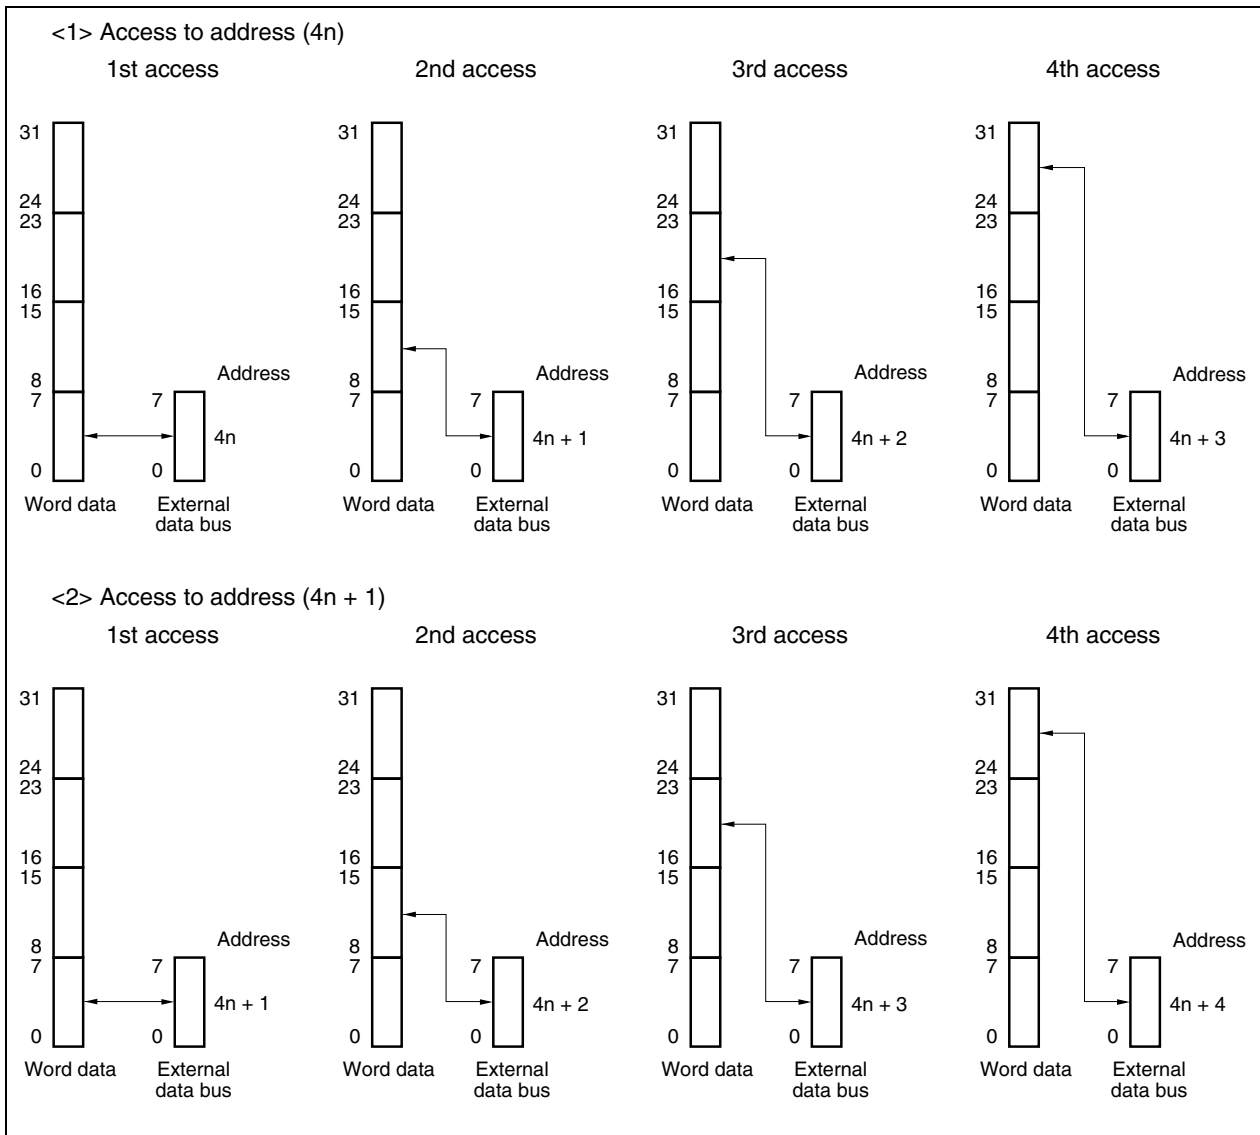 <1> Access to address (4n)
1st access 2nd access 3rd access 4th access
31 31 31 31
24 24 24 24
23 23 23 23
16 16 16 16
15 15 15 15
Address Address Address Address
8 8 8 8
7 7 7 7 7 7 7 7
4n 4n + 1 4n + 2 4n + 3
0 0 0 0 0 0 0 0
Word data External Word data External Word data External Word data External
data bus data bus data bus data bus
<2> Access to address (4n + 1)
1st access 2nd access 3rd access 4th access
31 31 31 31
24 24 24 24
23 23 23 23
16 16 16 16
15 15 15 15
Address Address Address Address
8 8 8 8
7 7 7 7 7 7 7 7
4n + 1 4n + 2 4n + 3 4n + 4
0 0 0 0 0 0 0 0
Word data External Word data External Word data External Word data External
data bus data bus data bus data bus